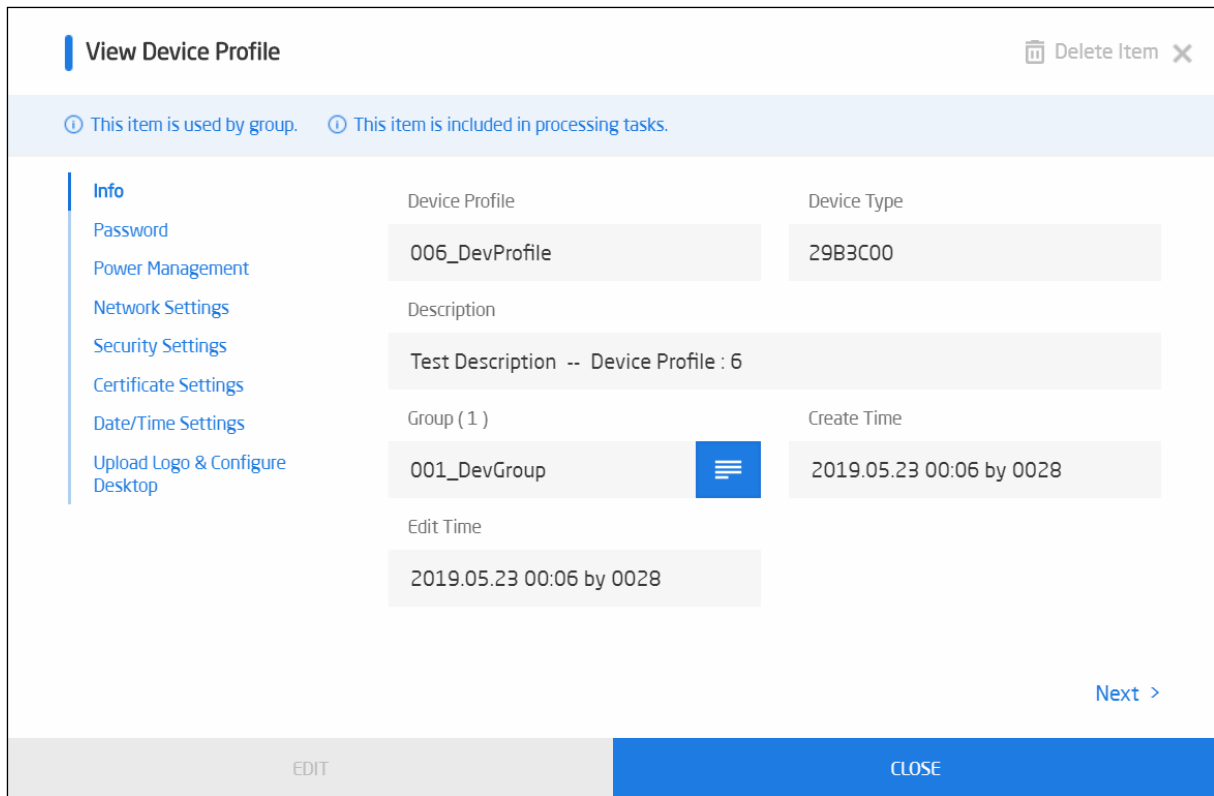 View Device Profile
Delete Item
This item is used by group.
This item is included in processing tasks.
Info
Password
Power Management
Network Settings
Security Settings
Certificate Settings
Date/Time Settings
Upload Logo & Configure
Desktop
Device Profile
Device Type
006_DevProfile
29B3C00
Description
Test Description -- Device Profile : 6
Group ( 1 )
Create Time
001_DevGroup
2019.05.23 00:06 by 0028
Edit Time
2019.05.23 00:06 by 0028
Next >
EDIT
CLOSE